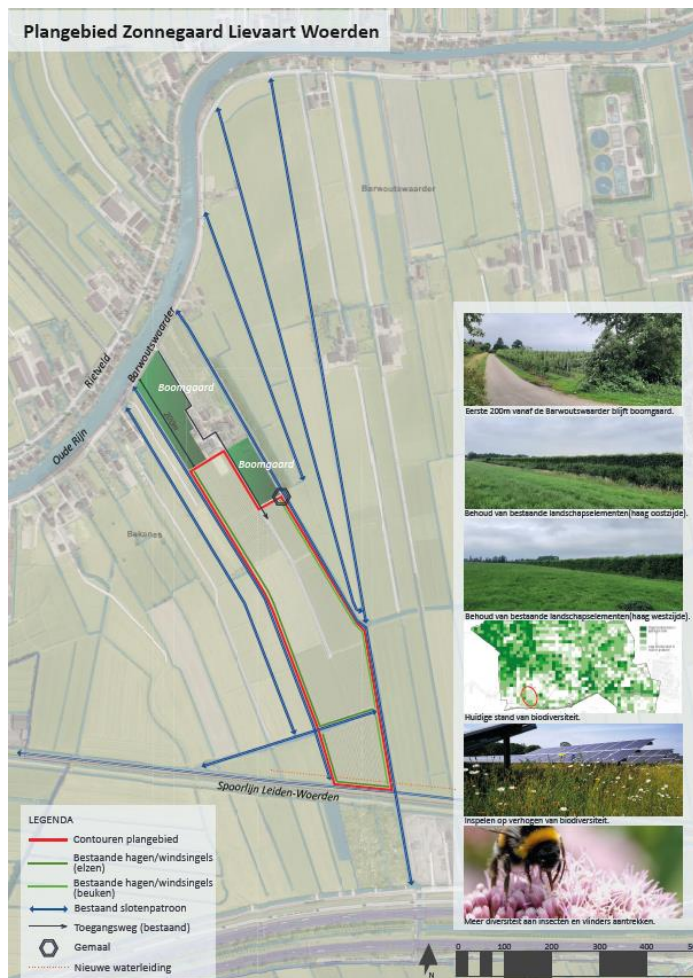 Plangebied Zonnegaard Lievaart Woerden
Barwoutswaarder
Barwoutswaarder
Rietveld
Oude Rijn
Boomgaard
200m
Boomgaard
Bekenes
Spoorlijn Leiden-Woerden
Eerste 200m vanaf de Barwoutswaarder blijft boomgaard.
Behoud van bestaande landschapselementen(haag oostzijde).
Behoud van bestaande landschapselementen(haag westzijde).
Huidige stand van biodiversiteit.
Inspelen op verhogen van biodiversiteit.
Meer diversiteit aan insecten en vlinders aantrekken.
LEGENDA
Contouren plangebied
Bestaande hagen/windsingels
(elzen)
Bestaande hagen/windsingels
(beuken)
Bestaand slotenpatroon
Toegangsweg (bestaand)
Gemaal
Nieuwe waterleiding
N
0 100 200 300 400